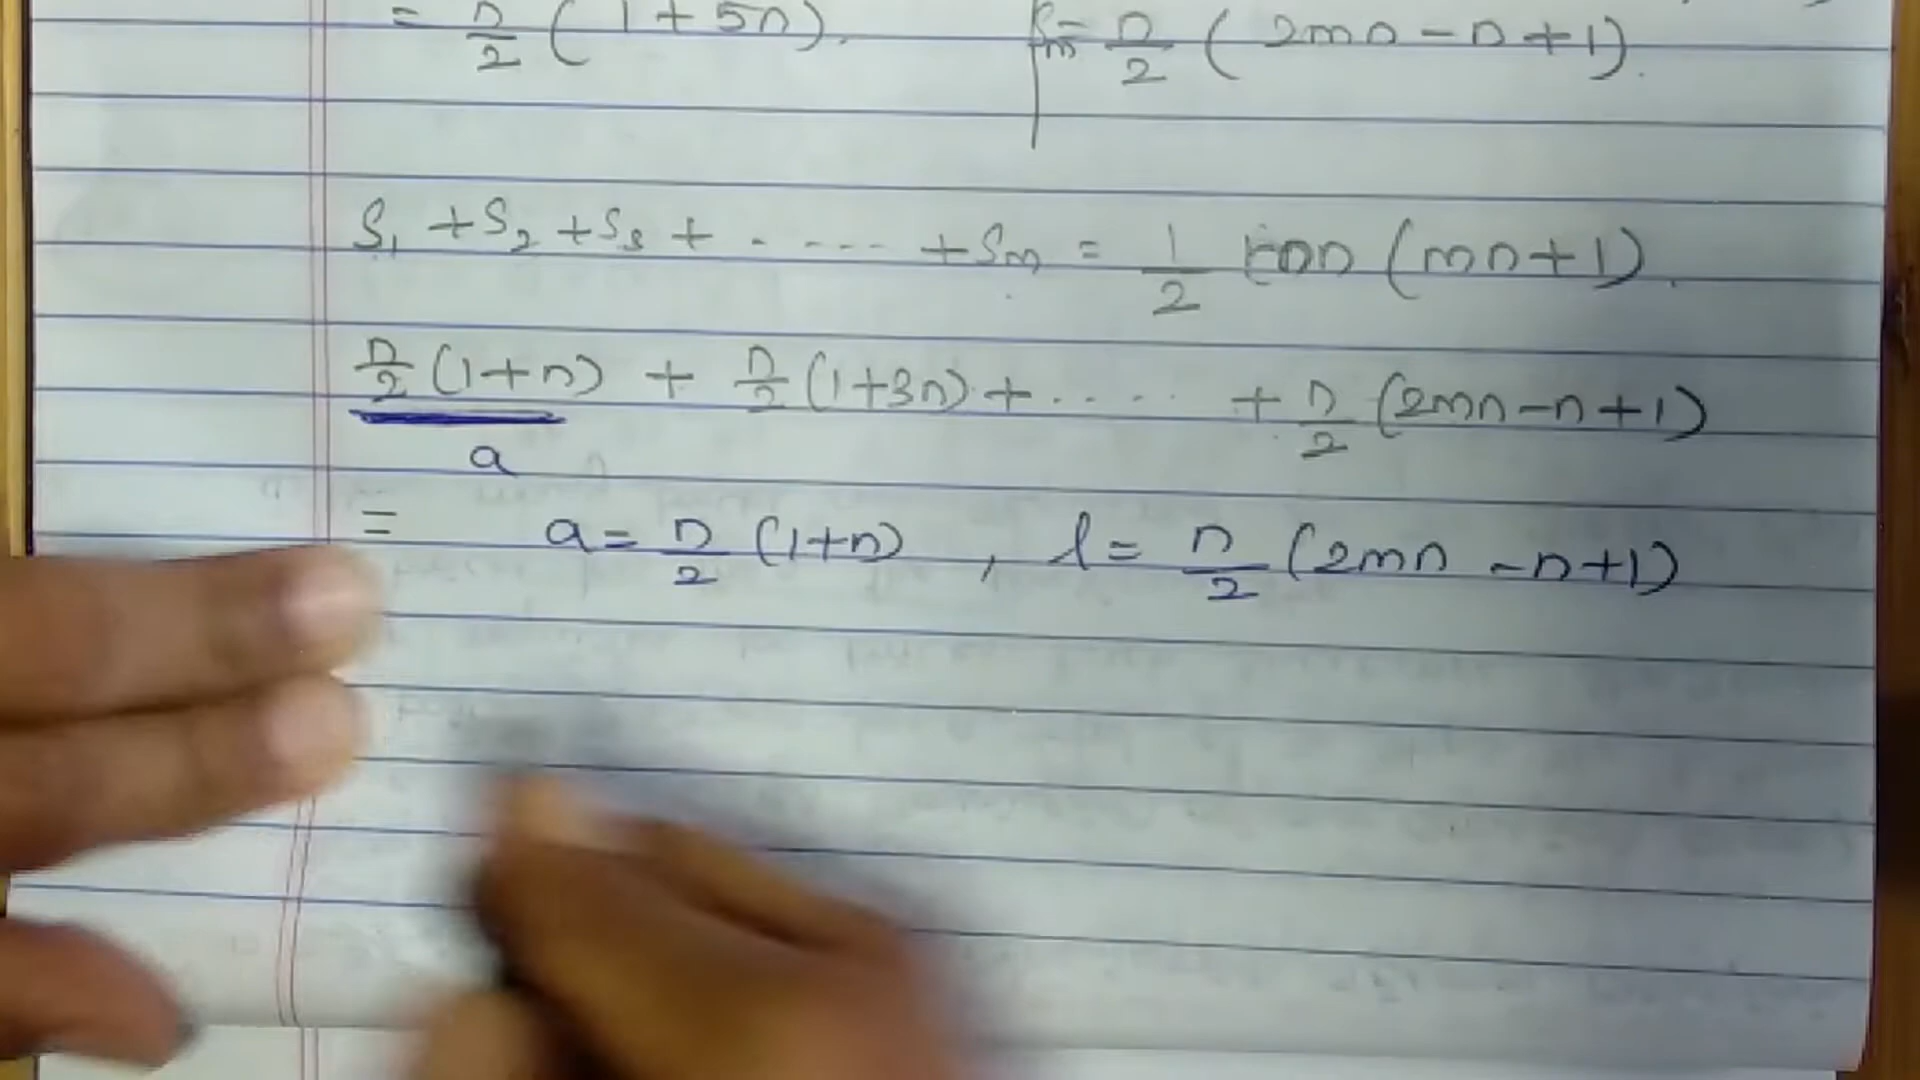 = n/2 ( 1 + 5n).
Sm = n/2 ( 2mn - n + 1).
S₁ + S₂ + S₃ + . .... + Sm = 1/2 mn (mn + 1).
n/2 (1+n) + n/2 (1+3n) + ..... + n/2 (2mn - n + 1)
a
= a = n/2 (1+n) , l = n/2 (2mn - n + 1)